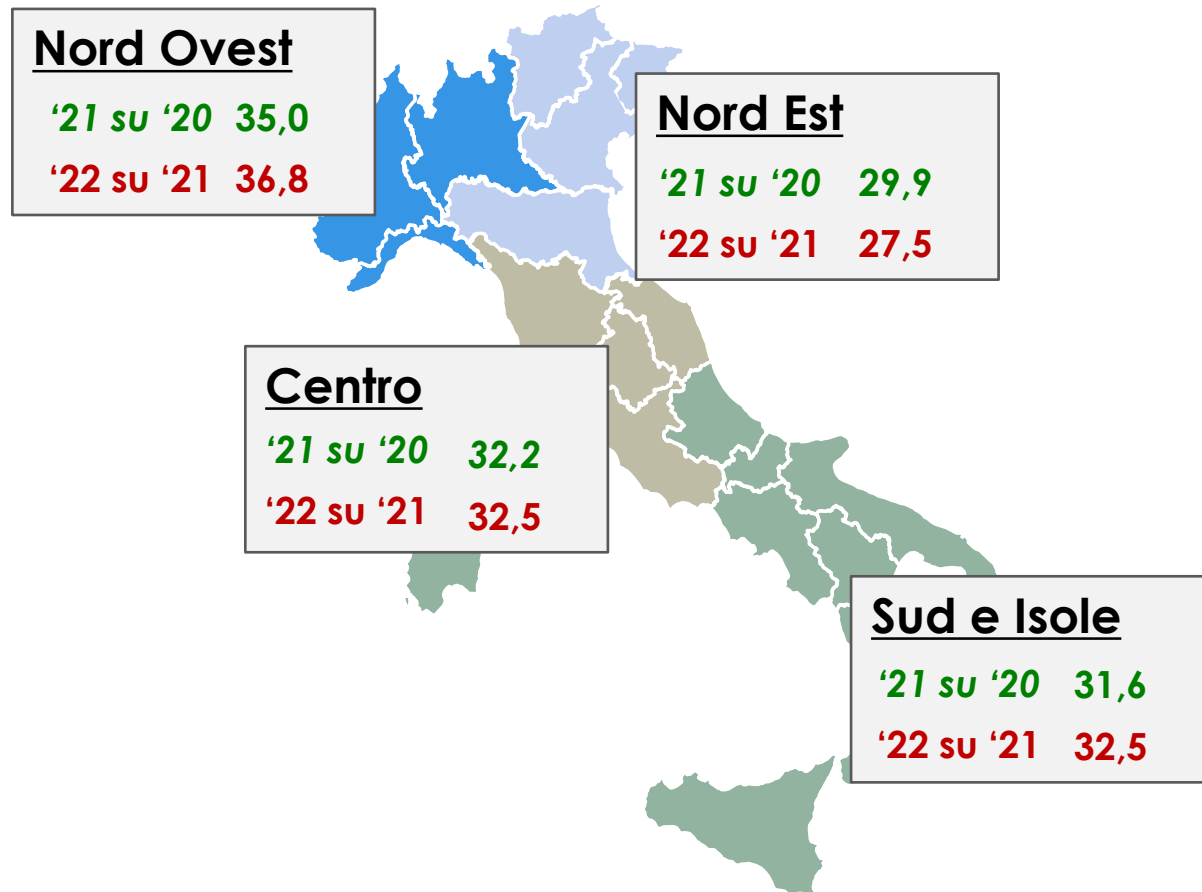 Nord Ovest
‘21 su ‘20 35,0
‘22 su ‘21 36,8
Nord Est
‘21 su ‘20 29,9
‘22 su ‘21 27,5
Centro
‘21 su ‘20 32,2
‘22 su ‘21 32,5
Sud e Isole
‘21 su ‘20 31,6
‘22 su ‘21 32,5